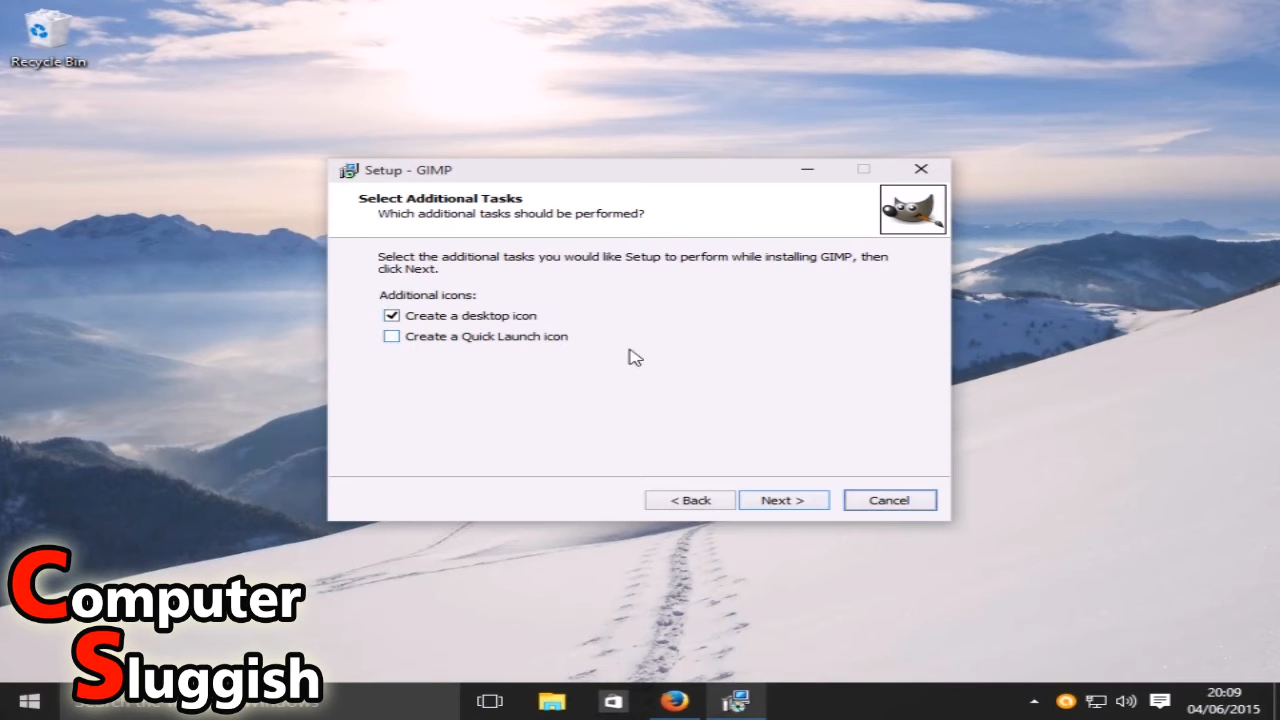 Recycle Bin
Setup - GIMP
Select Additional Tasks
Which additional tasks should be performed?
Select the additional tasks you would like Setup to perform while installing GIMP, then
click Next.
Additional icons:
Create a desktop icon
Create a Quick Launch icon
< Back
Next >
Cancel
Computer
Sluggish
20:09
04/06/2015